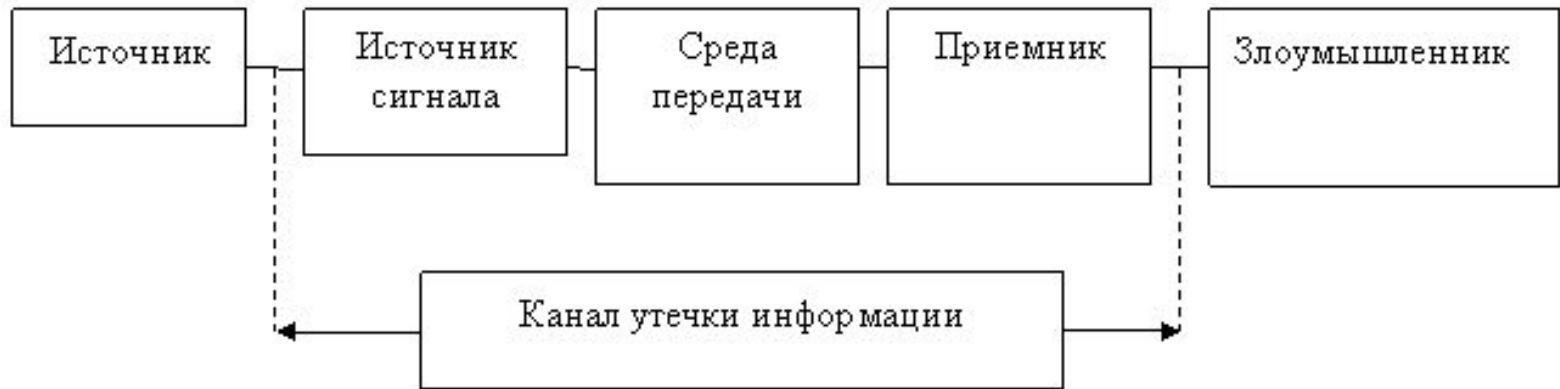 Источник
Источник
сигнала
Среда
передачи
Приемник
Злоумышленник
Канал утечки информации